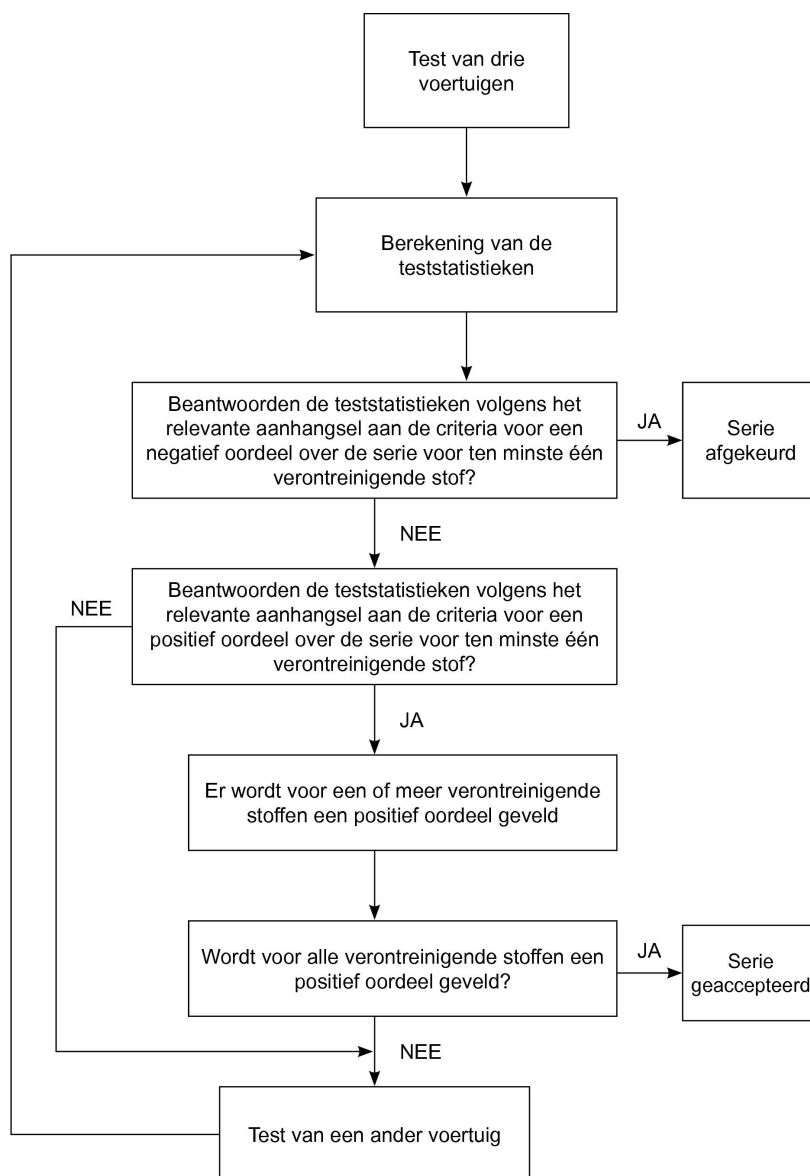 Test van drie
voertuigen
Berekening van de
teststatistieken
Beantwoorden de teststatistieken volgens het
relevante aanhangsel aan de criteria voor een
negatief oordeel over de serie voor ten minste één
verontreinigende stof?
JA
Serie
afgekeurd
NEE
Beantwoorden de teststatistieken volgens het
relevante aanhangsel aan de criteria voor een
positief oordeel over de serie voor ten minste één
verontreinigende stof?
NEE
JA
Er wordt voor een of meer verontreinigende
stoffen een positief oordeel geveld
Wordt voor alle verontreinigende stoffen een
positief oordeel geveld?
JA
Serie
geaccepteerd
NEE
Test van een ander voertuig